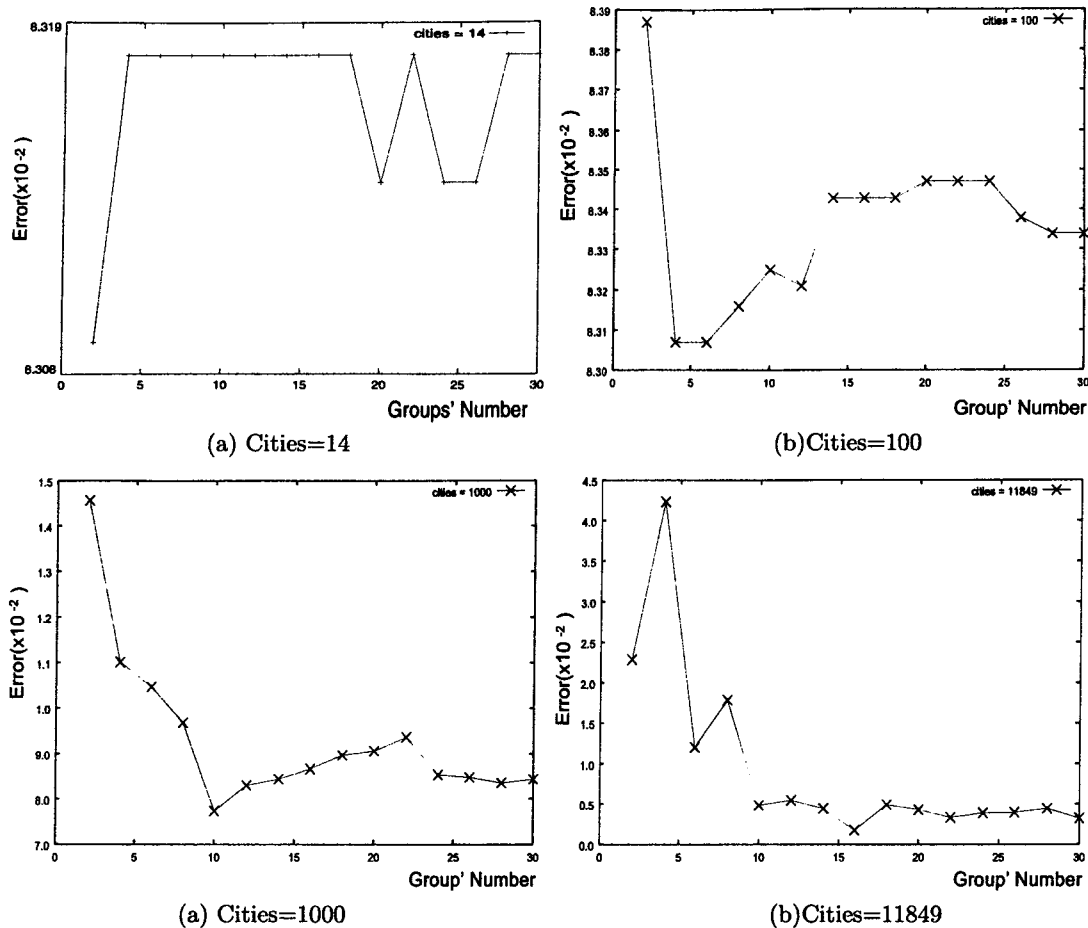 8.319
cities = 14
Error(x10⁻²)
8.308
0 5 10 15 20 25 30
Groups' Number
(a) Cities=14
8.39
cities = 100
8.38
8.37
8.36
8.35
8.34
8.33
8.32
8.31
8.30
Error(x10⁻²)
0 5 10 15 20 25 30
Group' Number
(b)Cities=100
1.5
cities = 1000
1.4
1.3
1.2
1.1
1.0
9.0
8.0
7.0
Error(x10⁻²)
0 5 10 15 20 25 30
Group' Number
(a) Cities=1000
4.5
cities = 11849
4.0
3.5
3.0
2.5
2.0
1.5
1.0
0.5
0.0
Error(x10⁻²)
0 5 10 15 20 25 30
Group' Number
(b)Cities=11849